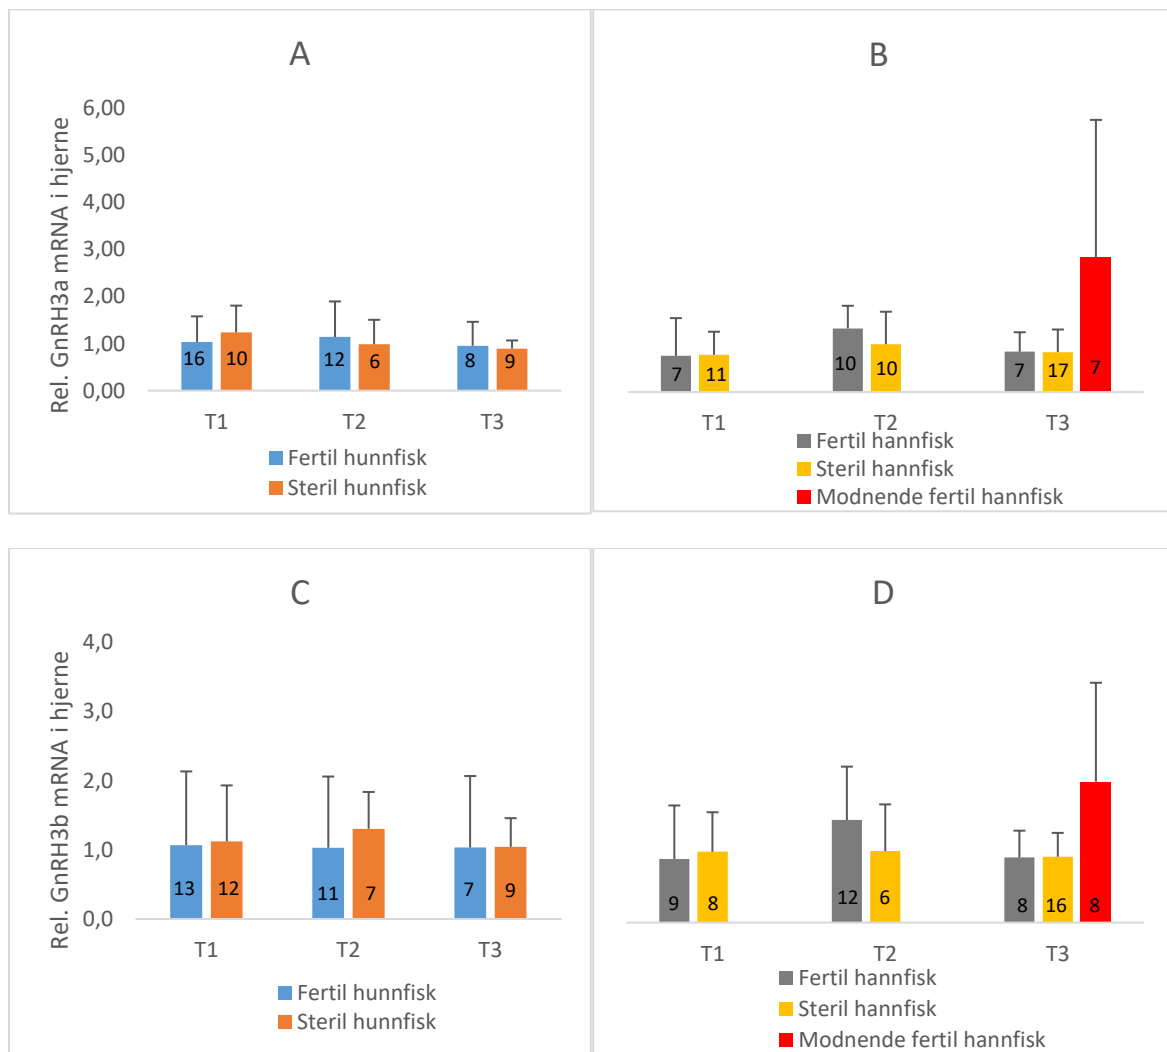 A
Rel. GnRH3a mRNA i hjerne
6,00
5,00
4,00
3,00
2,00
1,00
0,00
16
10
12
6
8
9
T1
T2
T3
Fertil hunnfisk
Steril hunnfisk
B
7
11
10
10
7
17
7
T1
T2
T3
Fertil hannfisk
Steril hannfisk
Modnende fertil hannfisk
C
Rel. GnRH3b mRNA i hjerne
4,0
3,0
2,0
1,0
0,0
13
12
11
7
7
9
T1
T2
T3
Fertil hunnfisk
Steril hunnfisk
D
9
8
12
6
8
16
8
T1
T2
T3
Fertil hannfisk
Steril hannfisk
Modnende fertil hannfisk